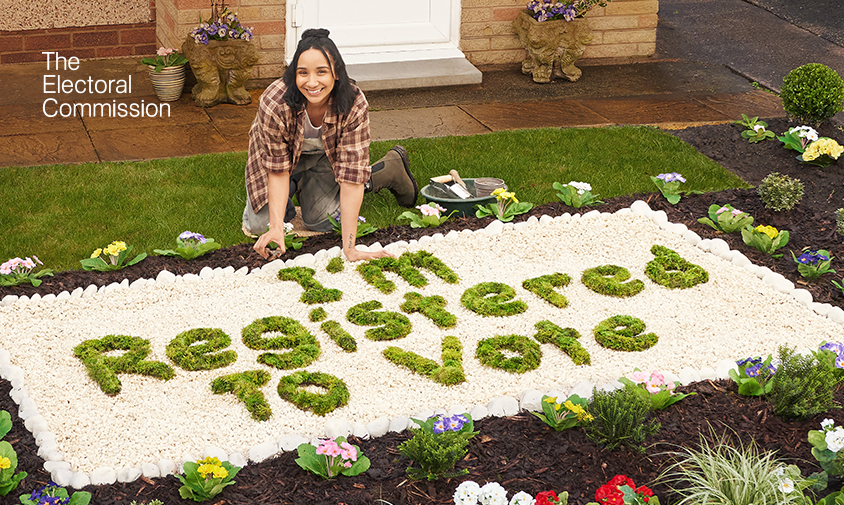 The
Electoral
Commission
I'm
Registered
To Vote